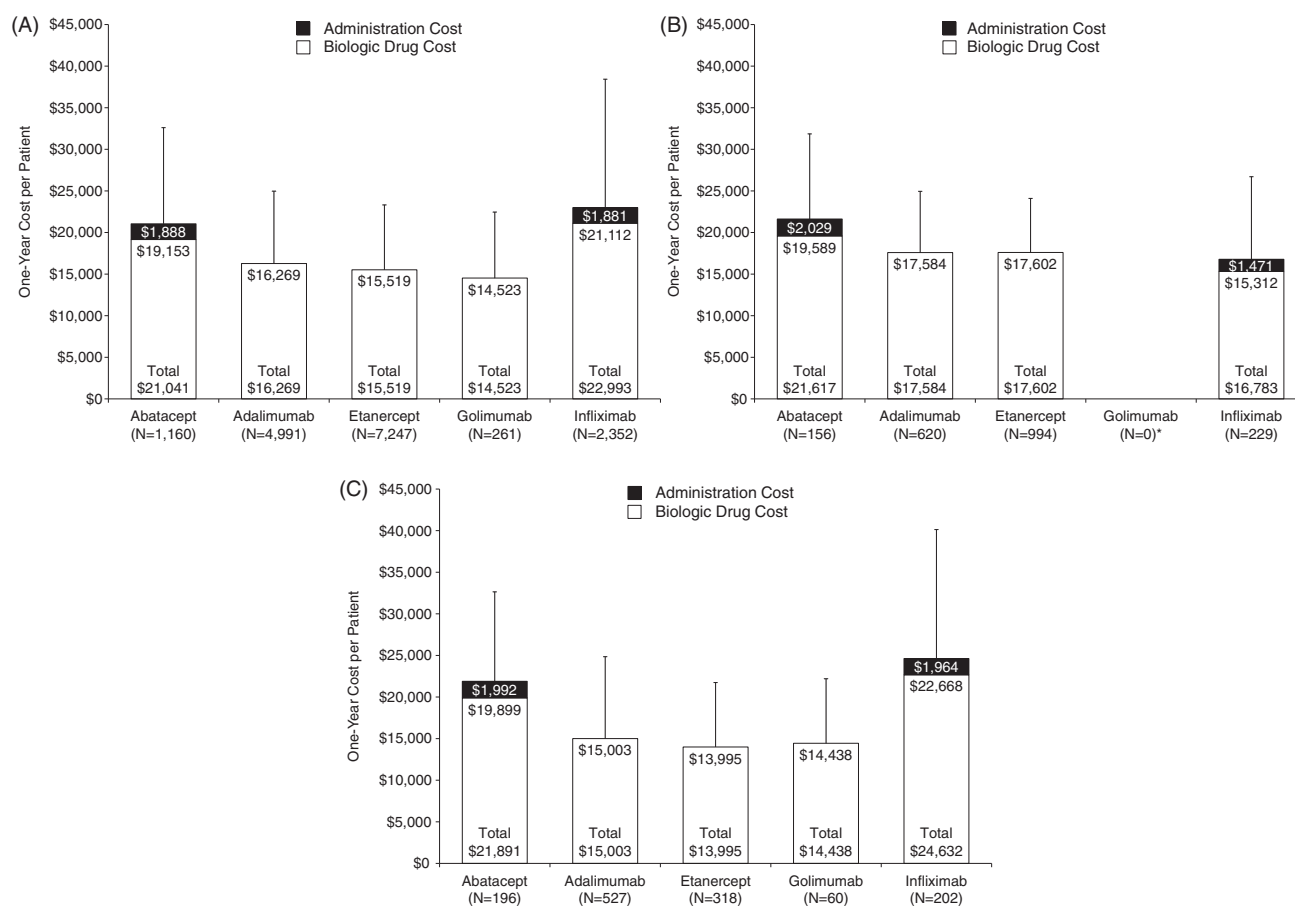 (A)
One-Year Cost per Patient
$45,000
$40,000
$35,000
$30,000
$25,000
$20,000
$15,000
$10,000
$5,000
$0
Administration Cost
Biologic Drug Cost
$1,888
$19,153
Total
$21,041
$16,269
Total
$16,269
$15,519
Total
$15,519
$14,523
Total
$14,523
$1,881
$21,112
Total
$22,993
Abatacept
(N=1,160)
Adalimumab
(N=4,991)
Etanercept
(N=7,247)
Golimumab
(N=261)
Infliximab
(N=2,352)
(B)
One-Year Cost per Patient
$45,000
$40,000
$35,000
$30,000
$25,000
$20,000
$15,000
$10,000
$5,000
$0
Administration Cost
Biologic Drug Cost
$2,029
$19,589
Total
$21,617
$17,584
Total
$17,584
$17,602
Total
$17,602
$1,471
$15,312
Total
$16,783
Abatacept
(N=156)
Adalimumab
(N=620)
Etanercept
(N=994)
Golimumab
(N=0)*
Infliximab
(N=229)
(C)
One-Year Cost per Patient
$45,000
$40,000
$35,000
$30,000
$25,000
$20,000
$15,000
$10,000
$5,000
$0
Administration Cost
Biologic Drug Cost
$1,992
$19,899
Total
$21,891
$15,003
Total
$15,003
$13,995
Total
$13,995
$14,438
Total
$14,438
$1,964
$22,668
Total
$24,632
Abatacept
(N=196)
Adalimumab
(N=527)
Etanercept
(N=318)
Golimumab
(N=60)
Infliximab
(N=202)